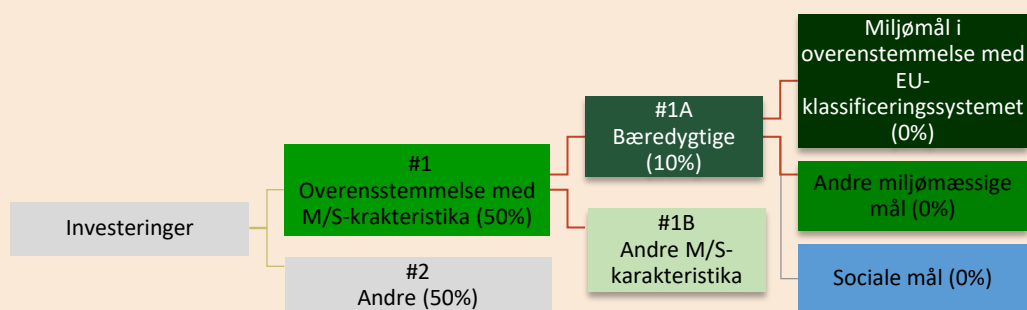 Investeringer
#1
Overensstemmelse med
M/S-krakteristika (50%)
#2
Andre (50%)
#1A
Bæredygtige
(10%)
#1B
Andre M/S-
karakteristika
Miljømål i
overenstemmelse med
EU-
klassificeringssystemet
(0%)
Andre miljømæssige
mål (0%)
Sociale mål (0%)